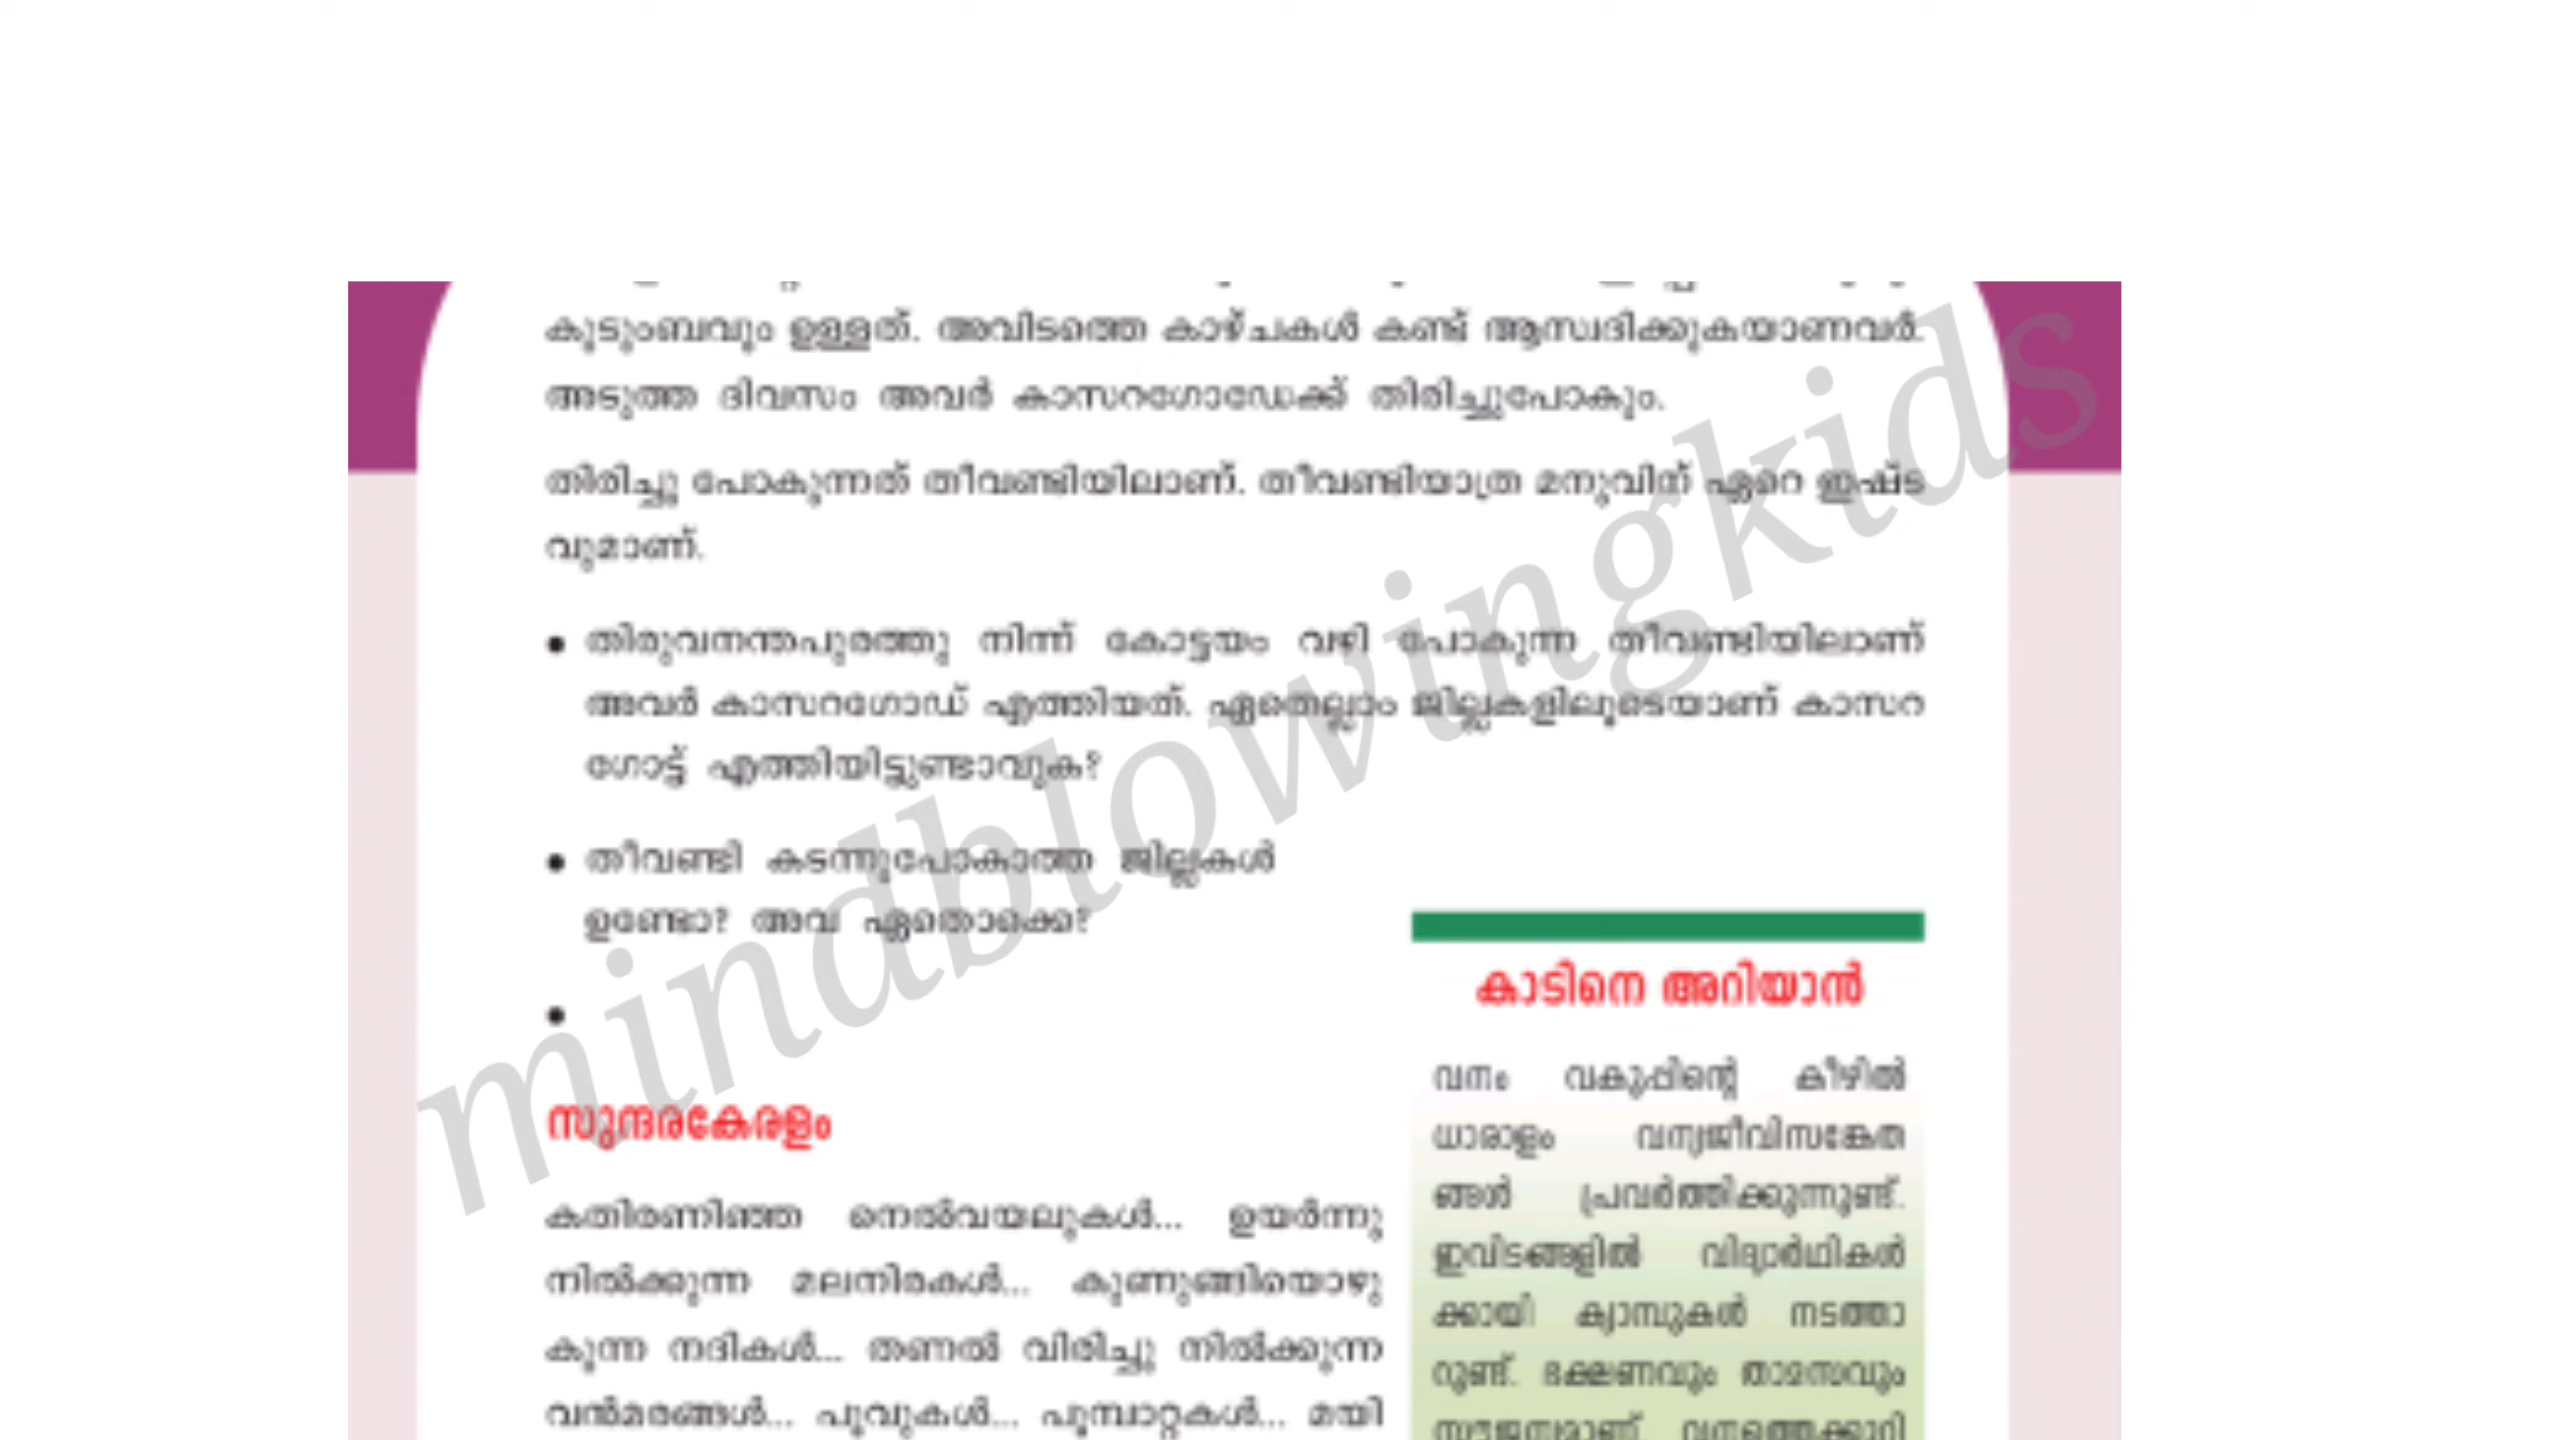 കുടുംബവും ഉള്ളത്. അവിടത്തെ കാഴ്ചകൾ കണ്ട് ആസ്വദിക്കുകയാണവർ.
അടുത്ത ദിവസം അവർ കാസറഗോഡേക്ക് തിരിച്ചുപോകും.
തിരിച്ചു പോകുന്നത് തീവണ്ടിയിലാണ്. തീവണ്ടിയാത്ര മനുവിന് ഏറെ ഇഷ്ട
വുമാണ്.
• തിരുവനന്തപുരത്തു നിന്ന് കോട്ടയം വഴി പോകുന്ന തീവണ്ടിയിലാണ്
അവർ കാസറഗോഡ് എത്തിയത്. ഏതെല്ലാം ജില്ലകളിലൂടെയാണ് കാസറ
ഗോട്ട് എത്തിയിട്ടുണ്ടാവുക?
• തീവണ്ടി കടന്നുപോകാത്ത ജില്ലകൾ
ഉണ്ടോ? അവ ഏതൊക്കെ?
•
സുന്ദരകേരളം
കതിരണിഞ്ഞ നെൽവയലുകൾ... ഉയർന്നു
നിൽക്കുന്ന മലനിരകൾ... കുണുങ്ങിയൊഴു
കുന്ന നദികൾ... തണൽ വിരിച്ചു നിൽക്കുന്ന
വൻമരങ്ങൾ... പൂവുകൾ... പൂമ്പാറ്റകൾ... മയി
കാടിനെ അറിയാൻ
വനം വകുപ്പിന്റെ കീഴിൽ
ധാരാളം വന്യജീവിസങ്കേത
ങ്ങൾ പ്രവർത്തിക്കുന്നുണ്ട്.
ഇവിടങ്ങളിൽ വിദ്യാർഥികൾ
ക്കായി ക്യാമ്പുകൾ നടത്താ
റുണ്ട്. ഭക്ഷണവും താമസവും
സൗജന്യമാണ്. വനത്തെക്കുറി
mindblowingkids